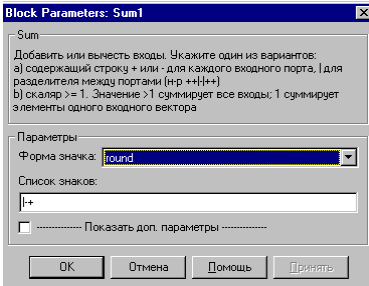 Block Parameters: Sum1
Sum
Добавить или вычесть входы. Укажите один из вариантов:
a) содержащий строку + или - для каждого входного порта, | для
разделителя между портами (н-р ++|-|++)
b) скаляр >= 1. Значение >1 суммирует все входы; 1 суммирует
элементы одного входного вектора
Параметры
Форма значка: round
Список знаков:
|-+
--------------- Показать доп. параметры ---------------
OK Отмена Помощь Принять